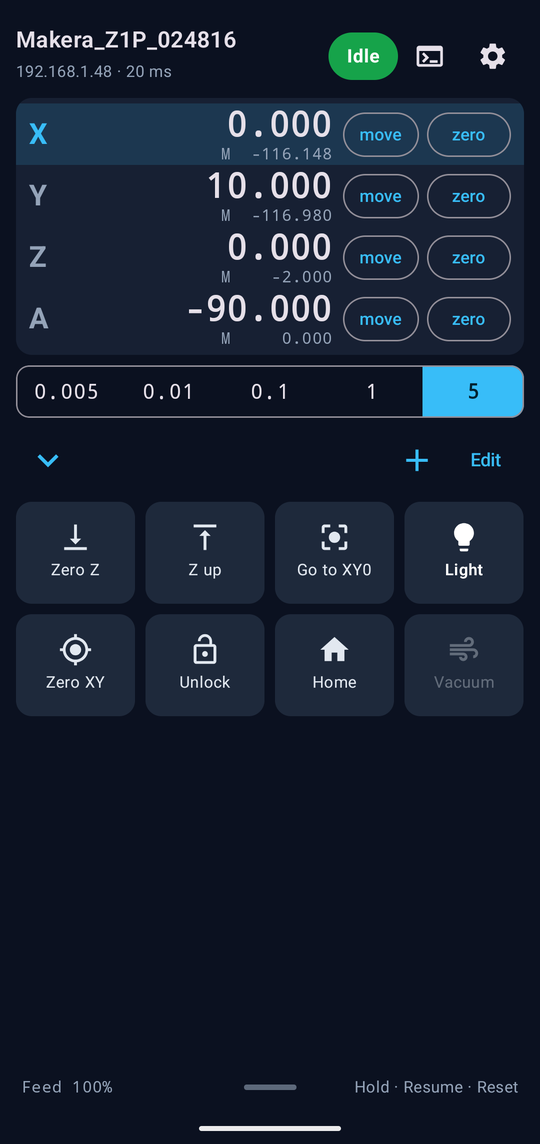 Makera_Z1P_024816
192.168.1.48 · 20 ms
Idle
X 0.000 move zero
M -116.148
Y 10.000 move zero
M -116.980
Z 0.000 move zero
M -2.000
A -90.000 move zero
M 0.000
0.005 0.01 0.1 1 5
Edit
Zero Z Z up Go to XY0 Light
Zero XY Unlock Home Vacuum
Feed 100% Hold · Resume · Reset